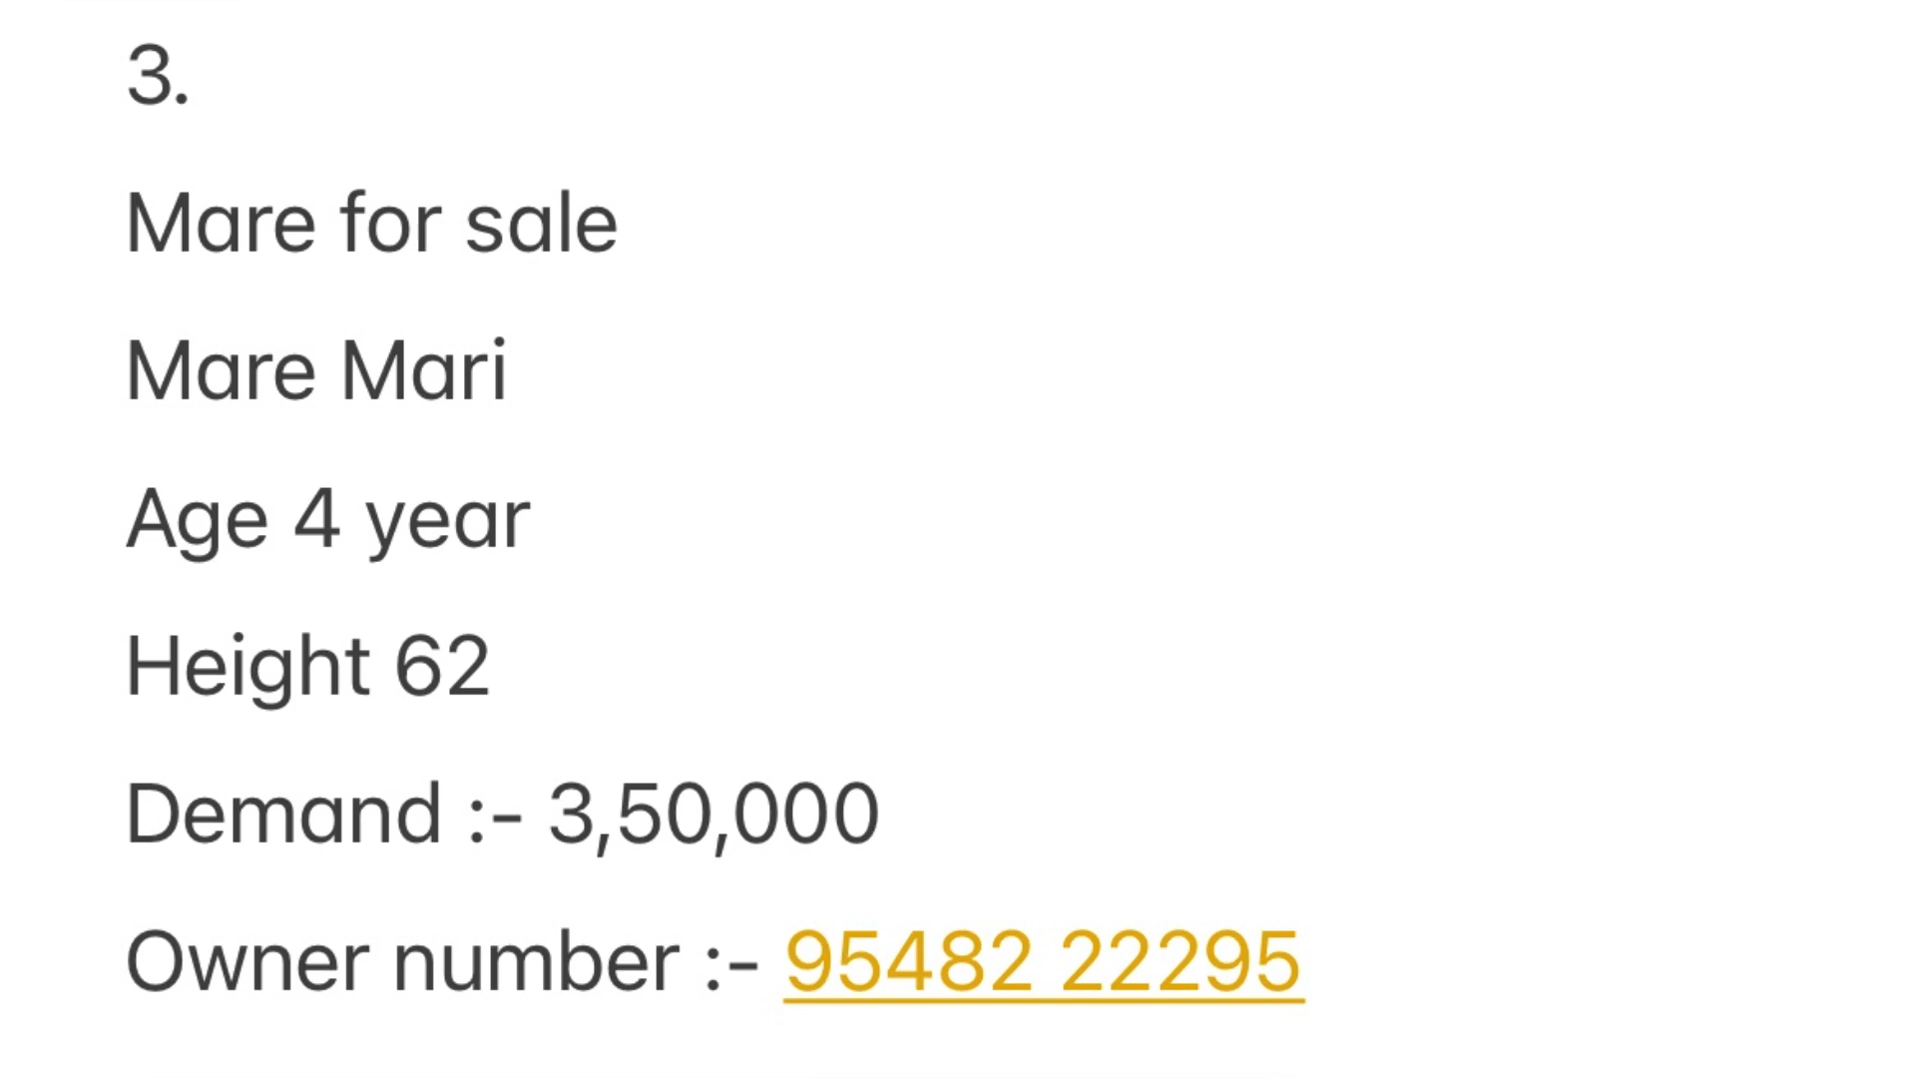 3.
Mare for sale
Mare Mari
Age 4 year
Height 62
Demand :- 3,50,000
Owner number :- 95482 22295